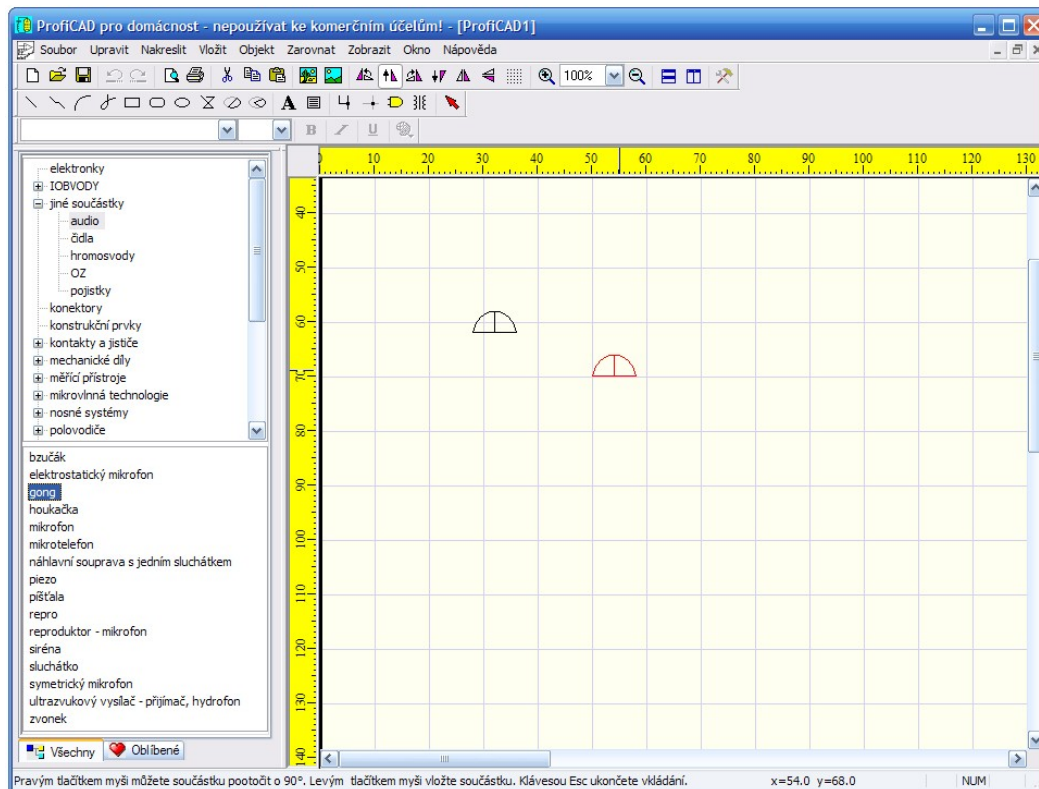 ProfiCAD pro domácnost - nepoužívat ke komerčním účelům! - [ProfiCAD1]
Soubor Upravit Nakreslit Vložit Objekt Zarovnat Zobrazit Okno Nápověda
100%
A
B I U
10 20 30 40 50 60 70 80 90 100 110 120 130
40
50
60
70
80
90
100
110
120
130
140
elektronky
IOBVODY
jiné součástky
audio
čidla
hromosvody
OZ
pojistky
konektory
konstrukční prvky
kontakty a jističe
mechanické díly
měřící přístroje
mikrovlnná technologie
nosné systémy
polovodiče
bzučák
elektrostatický mikrofon
gong
houkačka
mikrofon
mikrotelefon
náhlavní souprava s jedním sluchátkem
piezo
píšťala
repro
reproduktor - mikrofon
siréna
sluchátko
symetrický mikrofon
ultrazvukový vysílač - přijímač, hydrofon
zvonek
Všechny Oblíbené
Pravým tlačítkem myši můžete součástku pootočit o 90°. Levým tlačítkem myši vložte součástku. Klávesou Esc ukončete vkládání. x=54.0 y=68.0 NUM